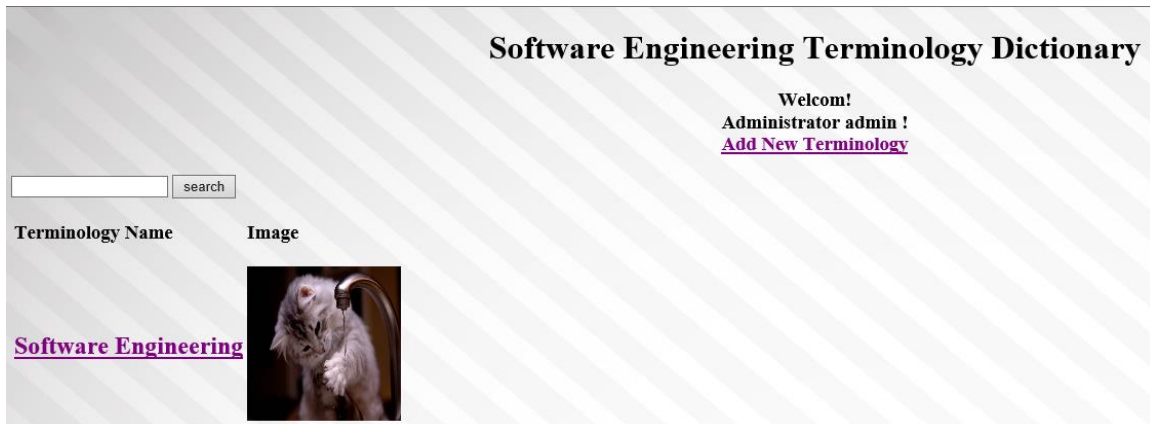 Software Engineering Terminology Dictionary
Welcom!
Administrator admin !
Add New Terminology
search
Terminology Name Image
Software Engineering